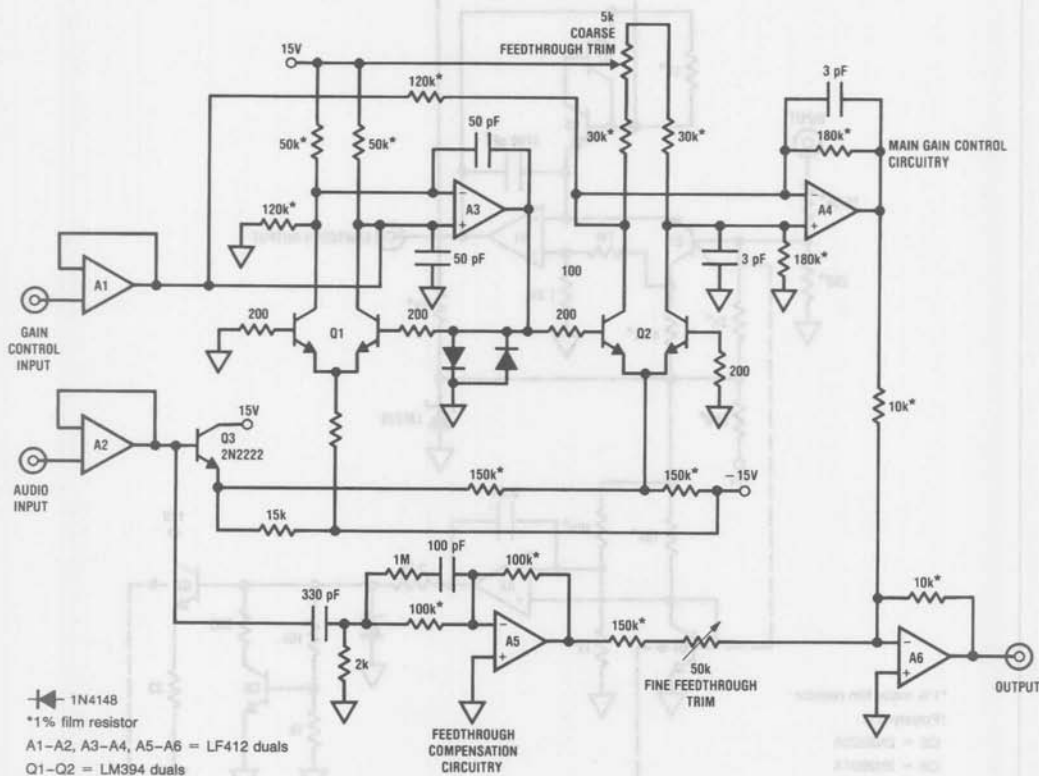 5k
COARSE
FEEDTHROUGH TRIM
15V
120k*
3 pF
50 pF
50k*
50k*
30k*
30k*
180k*
MAIN GAIN CONTROL
CIRCUITRY
A3
A4
120k*
50 pF
3 pF
180k*
100
A1
200
Q1
200
200
Q2
200
GAIN
CONTROL
INPUT
10k*
15V
A2
Q3
2N2222
150k*
150k*
−15V
AUDIO
INPUT
15k
1M
100 pF
100k*
10k*
330 pF
100k*
A5
150k*
A6
2k
50k
FINE FEEDTHROUGH
TRIM
OUTPUT
1N4148
*1% film resistor
A1–A2, A3–A4, A5–A6 = LF412 duals
Q1–Q2 = LM394 duals
FEEDTHROUGH
COMPENSATION
CIRCUITRY